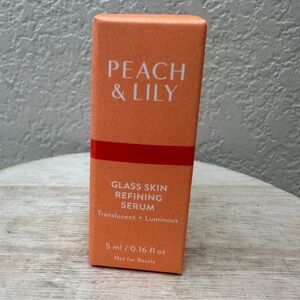 PEACH
& LILY
GLASS SKIN
REFINING
SERUM
Translucent + Luminous
5 ml / 0.16 fl oz
Not for Resale